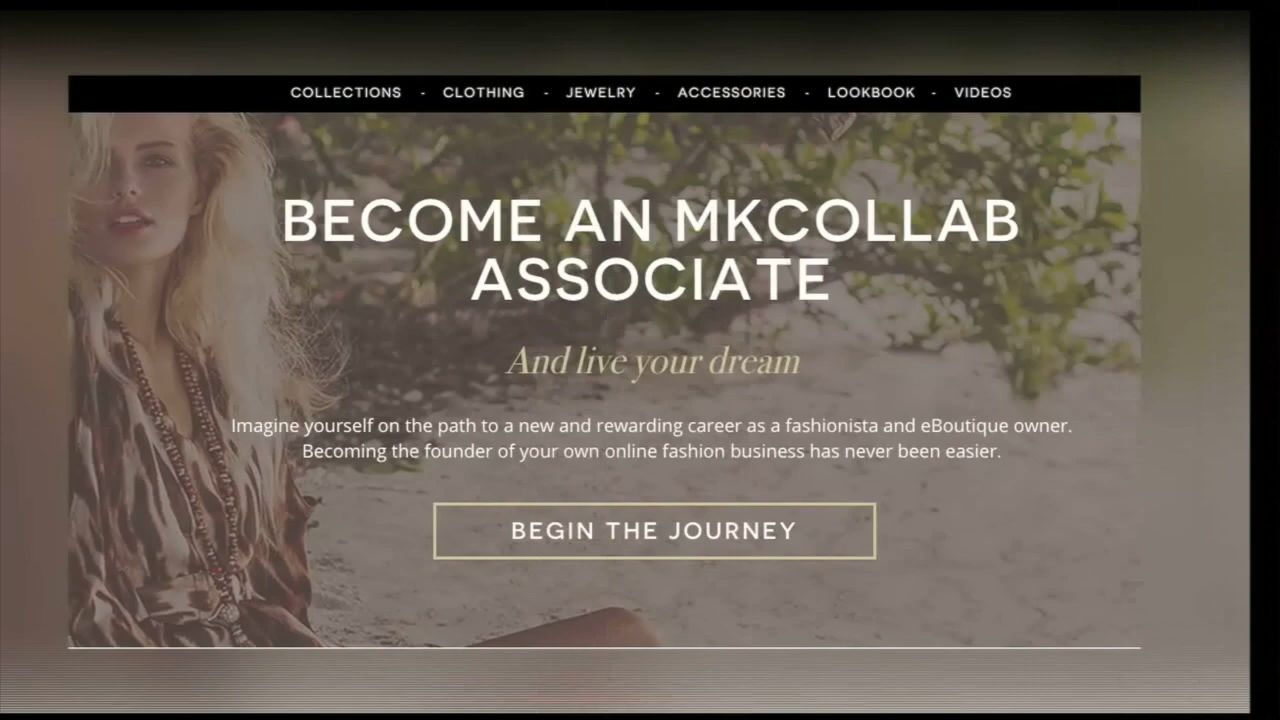 COLLECTIONS - CLOTHING - JEWELRY - ACCESSORIES - LOOKBOOK - VIDEOS
BECOME AN MKCOLLAB
ASSOCIATE
And live your dream
Imagine yourself on the path to a new and rewarding career as a fashionista and eBoutique owner.
Becoming the founder of your own online fashion business has never been easier.
BEGIN THE JOURNEY